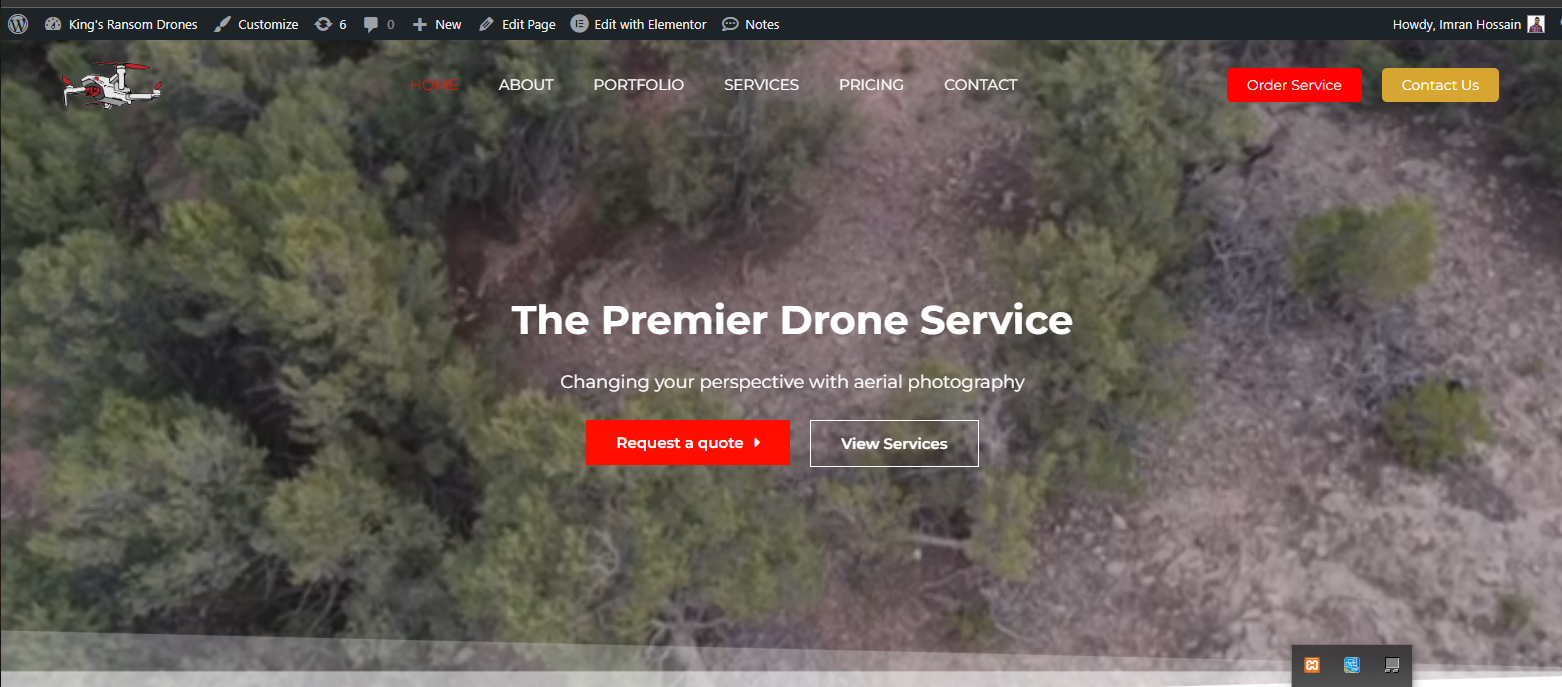 King's Ransom Drones Customize 6 0 New Edit Page Edit with Elementor Notes Howdy, Imran Hossain
HOME ABOUT PORTFOLIO SERVICES PRICING CONTACT Order Service Contact Us
The Premier Drone Service
Changing your perspective with aerial photography
Request a quote View Services